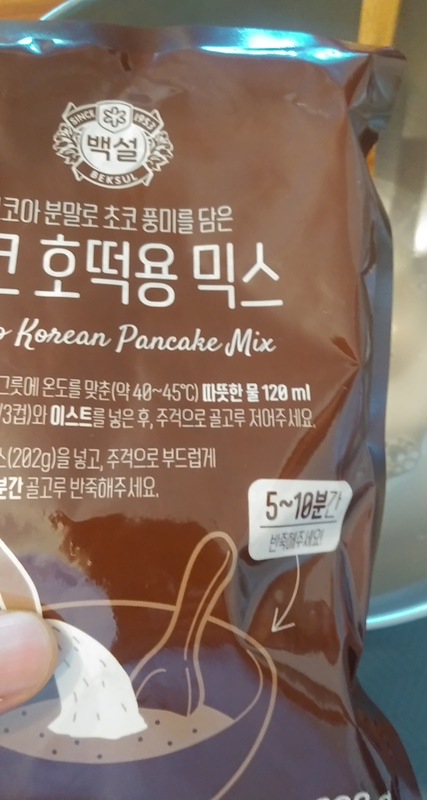 SINCE 1953
백설
BEKSUL
코아 분말로 초코 풍미를 담은
코 호떡용 믹스
Korean Pancake Mix
그릇에 온도를 맞춘(약 40~45℃) 따뜻한 물 120 ml
/3컵)와 이스트를 넣은 후, 주걱으로 골고루 저어주세요.
스(202g)을 넣고, 주걱으로 부드럽게
분간 골고루 반죽해주세요.
5~10분간
반죽해주세요!